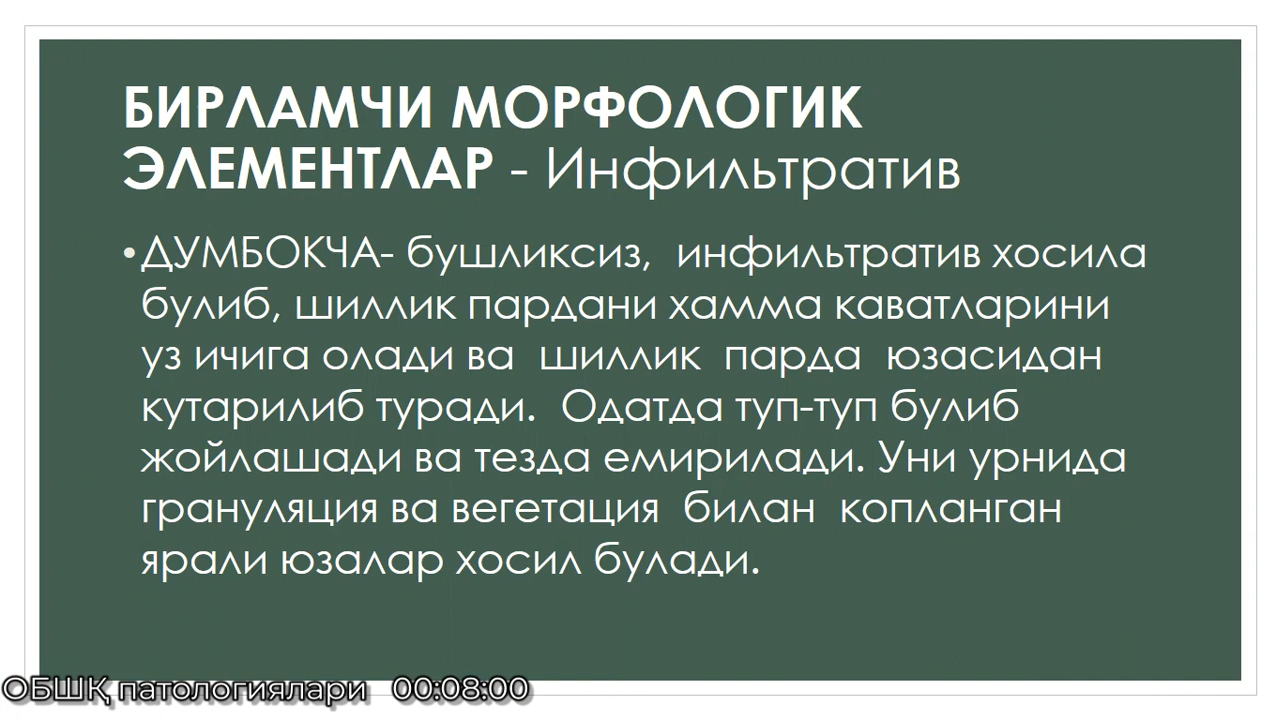 БИРЛАМЧИ МОРФОЛОГИК
ЭЛЕМЕНТЛАР - Инфильтратив
•ДУМБОКЧА- бушликсиз, инфильтратив хосила
булиб, шиллик пардани хамма каватларини
уз ичига олади ва шиллик парда юзасидан
кутарилиб туради. Одатда туп-туп булиб
жойлашади ва тезда емирилади. Уни урнида
грануляция ва вегетация билан копланган
ярали юзалар хосил булади.
ОБШҚ патологиялари 00:08:00